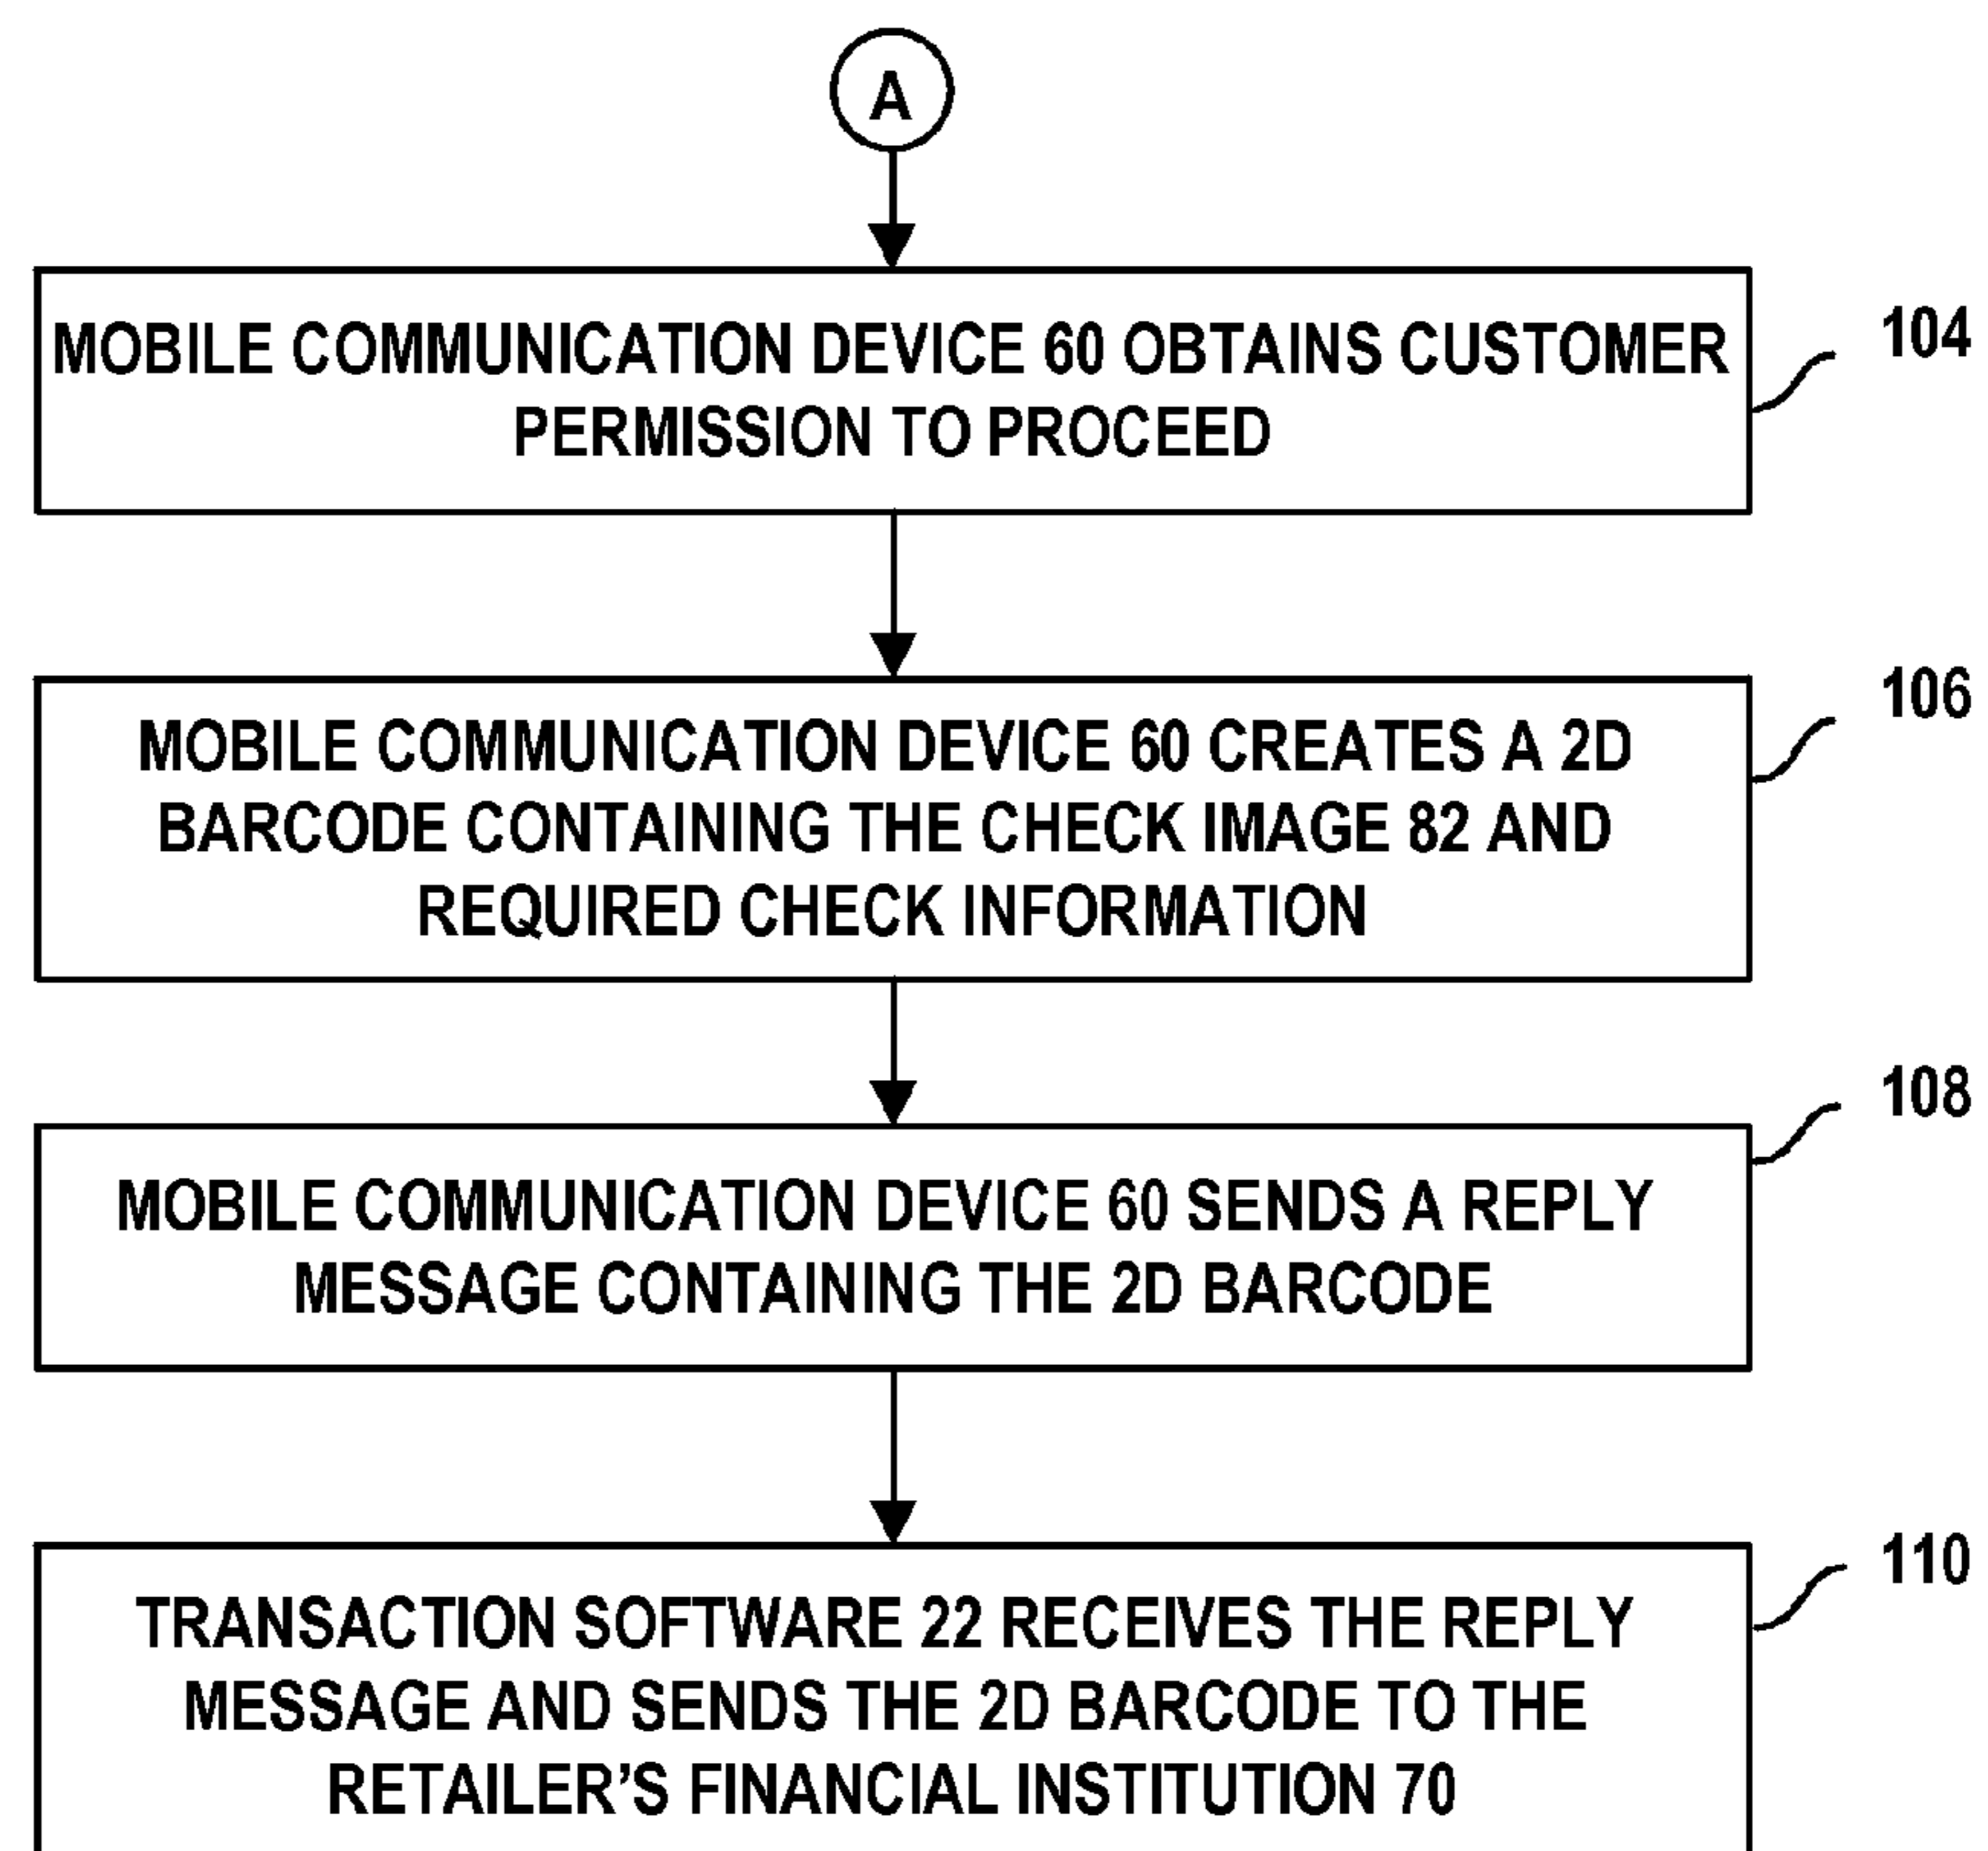 A
MOBILE COMMUNICATION DEVICE 60 OBTAINS CUSTOMER
PERMISSION TO PROCEED
104
MOBILE COMMUNICATION DEVICE 60 CREATES A 2D
BARCODE CONTAINING THE CHECK IMAGE 82 AND
REQUIRED CHECK INFORMATION
106
MOBILE COMMUNICATION DEVICE 60 SENDS A REPLY
MESSAGE CONTAINING THE 2D BARCODE
108
TRANSACTION SOFTWARE 22 RECEIVES THE REPLY
MESSAGE AND SENDS THE 2D BARCODE TO THE
RETAILER’S FINANCIAL INSTITUTION 70
110